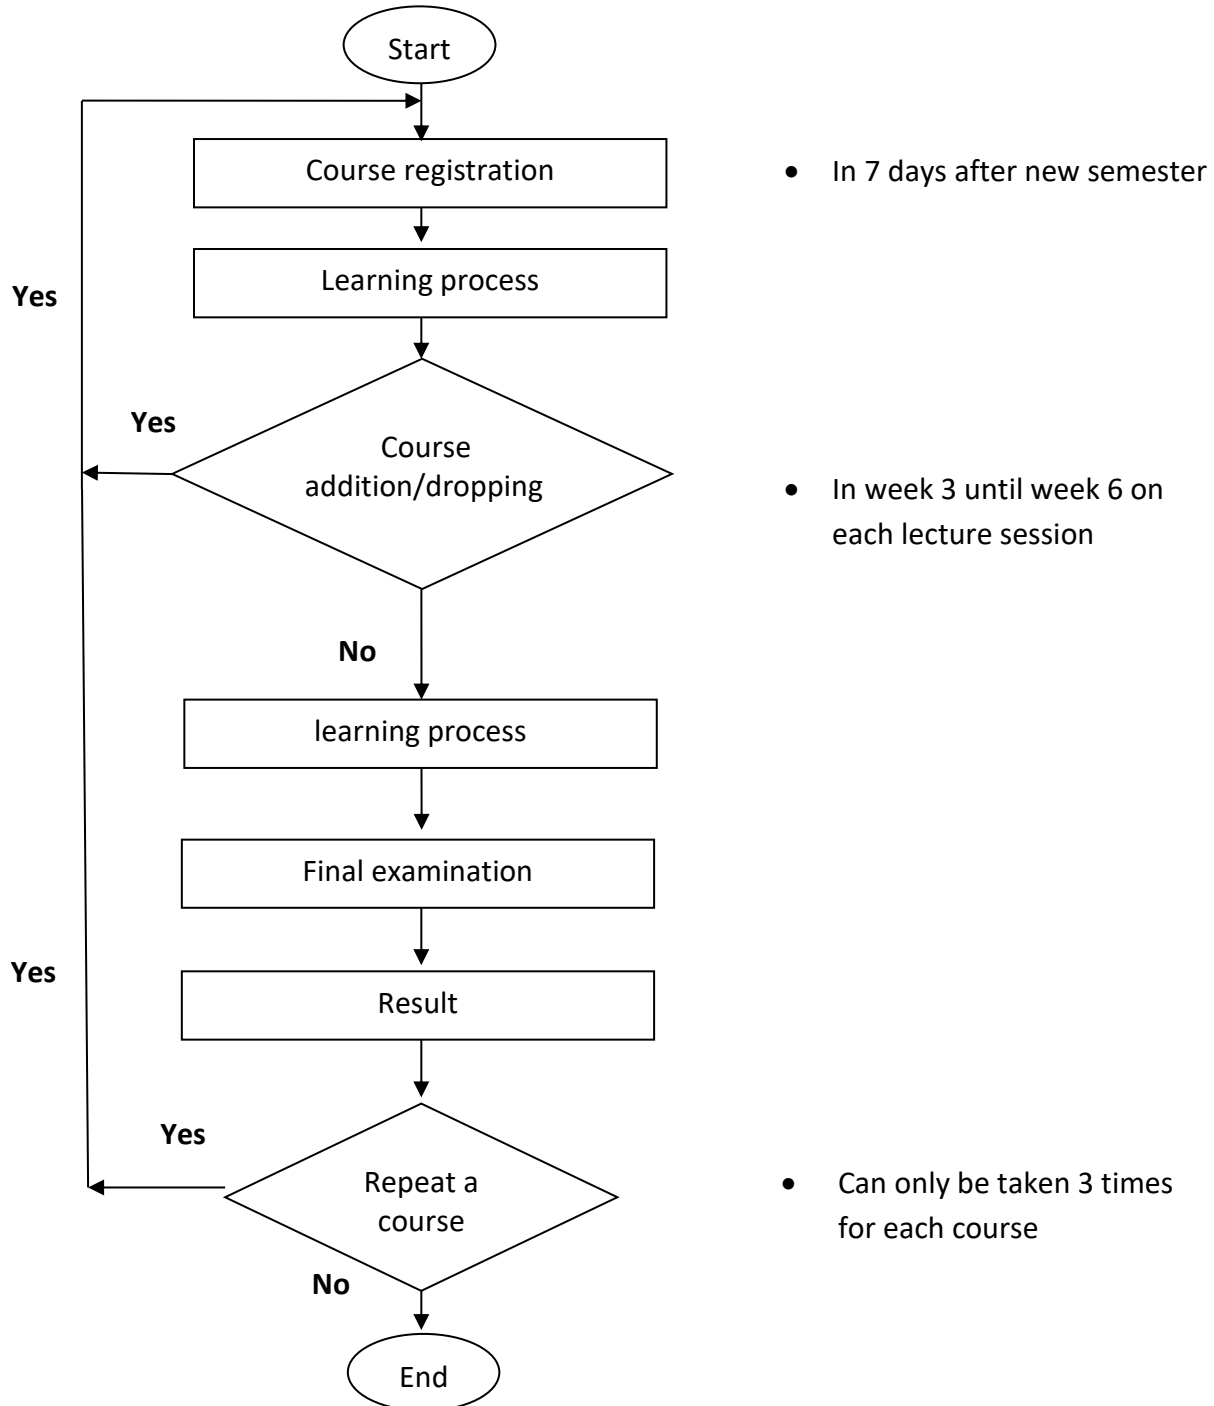 Start
Course registration
• In 7 days after new semester
Learning process
Yes
Yes
Course
addition/dropping
• In week 3 until week 6 on
each lecture session
No
learning process
Final examination
Yes
Result
Yes
Repeat a
course
• Can only be taken 3 times
for each course
No
End